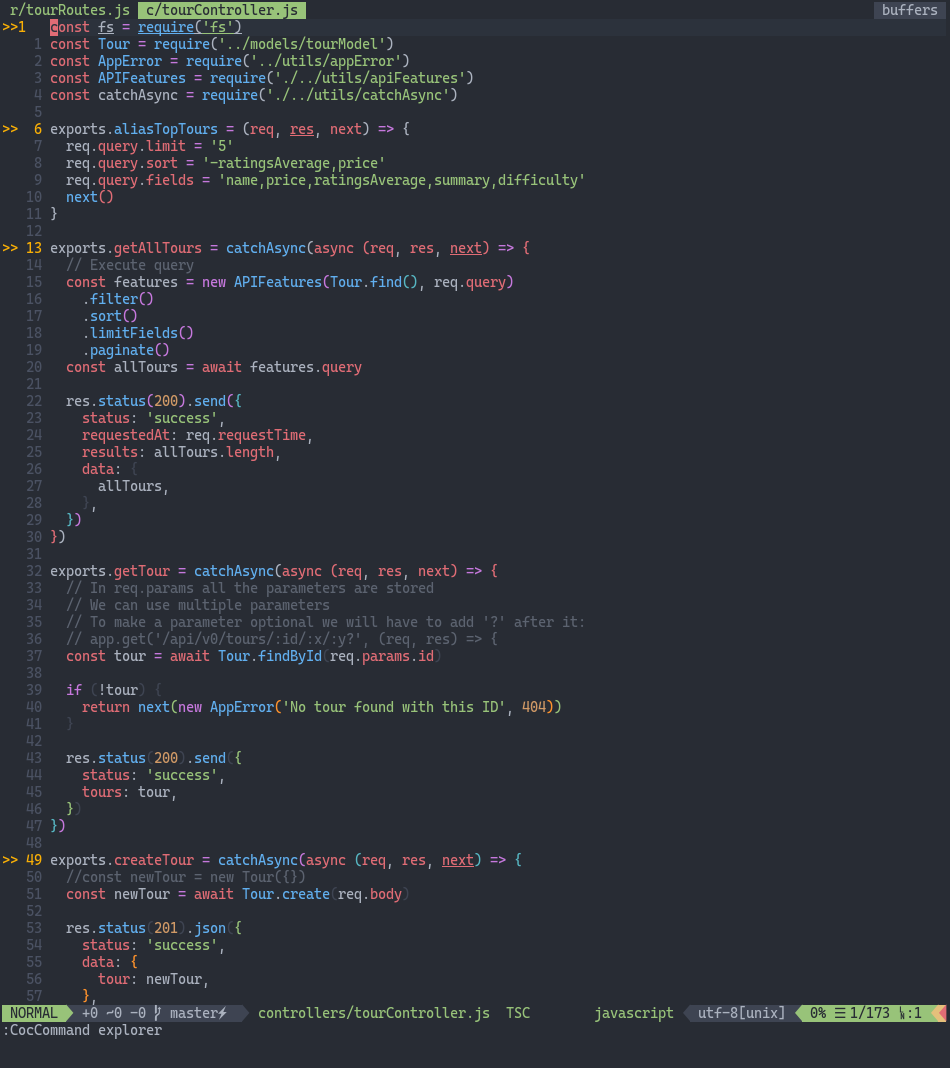 r/tourRoutes.js c/tourController.js buffers
>>1 const fs = require('fs')
1 const Tour = require('../models/tourModel')
2 const AppError = require('../utils/appError')
3 const APIFeatures = require('./../utils/apiFeatures')
4 const catchAsync = require('./../utils/catchAsync')
5
>> 6 exports.aliasTopTours = (req, res, next) => {
7 req.query.limit = '5'
8 req.query.sort = '-ratingsAverage,price'
9 req.query.fields = 'name,price,ratingsAverage,summary,difficulty'
10 next()
11 }
12
>> 13 exports.getAllTours = catchAsync(async (req, res, next) => {
14 // Execute query
15 const features = new APIFeatures(Tour.find(), req.query)
16 .filter()
17 .sort()
18 .limitFields()
19 .paginate()
20 const allTours = await features.query
21
22 res.status(200).send({
23 status: 'success',
24 requestedAt: req.requestTime,
25 results: allTours.length,
26 data: {
27 allTours,
28 },
29 })
30 })
31
32 exports.getTour = catchAsync(async (req, res, next) => {
33 // In req.params all the parameters are stored
34 // We can use multiple parameters
35 // To make a parameter optional we will have to add '?' after it:
36 // app.get('/api/v0/tours/:id/:x/:y?', (req, res) => {
37 const tour = await Tour.findById(req.params.id)
38
39 if (!tour) {
40 return next(new AppError('No tour found with this ID', 404))
41 }
42
43 res.status(200).send({
44 status: 'success',
45 tours: tour,
46 })
47 })
48
>> 49 exports.createTour = catchAsync(async (req, res, next) => {
50 //const newTour = new Tour({})
51 const newTour = await Tour.create(req.body)
52
53 res.status(201).json({
54 status: 'success',
55 data: {
56 tour: newTour,
57 },
NORMAL +0 ~0 -0 master⚡ controllers/tourController.js TSC javascript utf-8[unix] 0% ☰ 1/173 :1
:CocCommand explorer